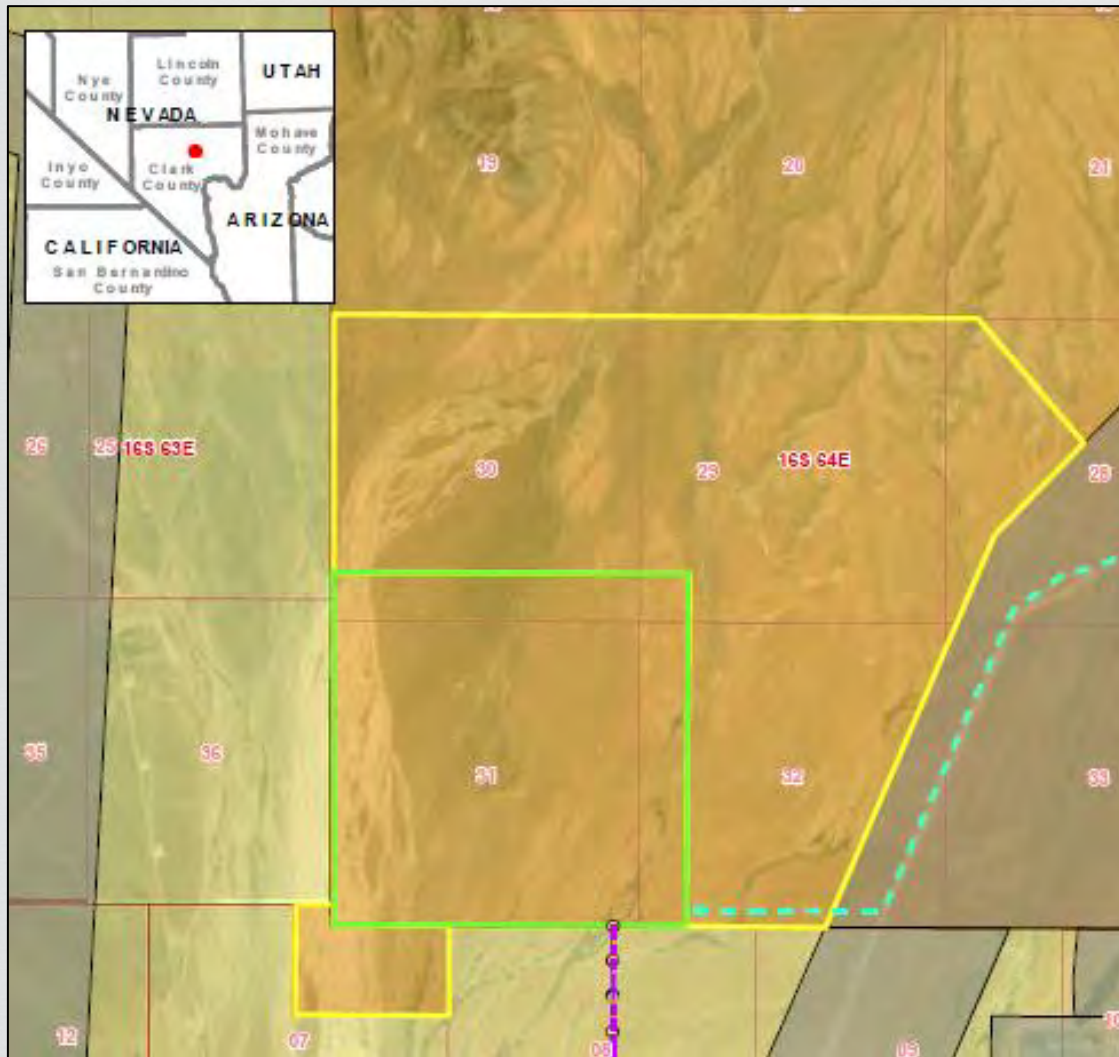 Lincoln
County
UTAH
Nye
County
NEVADA
Mohave
County
Inyo
County
Clark
County
ARIZONA
CALIFORNIA
San Bernardino
County
19
20
21
26
25
16S 63E
30
29
16S 64E
28
35
36
31
32
33
12
07
08
09
10